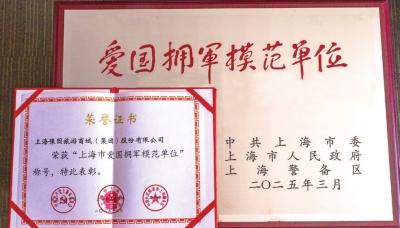 爱国拥軍模范单位
中共上海市委
上海市人民政府
上海警备区
二〇二五年三月
荣誉证书
上海豫园旅游商城（集团）股份有限公司
荣获“上海市爱国拥军模范单位”
称号，特此表彰。